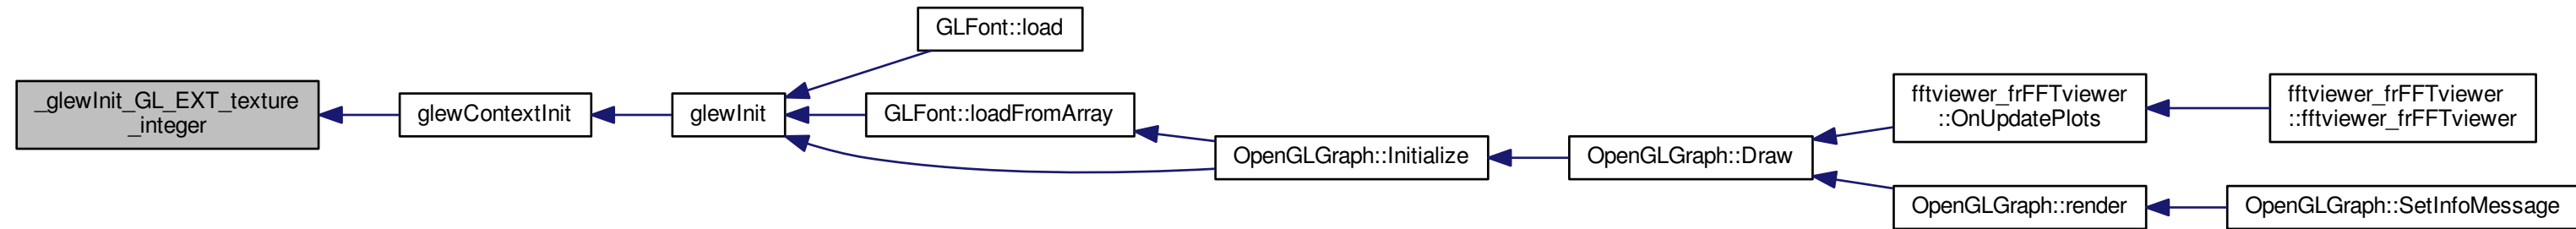 _glewInit_GL_EXT_texture
_integer
glewContextInit
glewInit
GLFont::load
GLFont::loadFromArray
OpenGLGraph::Initialize
OpenGLGraph::Draw
fftviewer_frFFTviewer
::OnUpdatePlots
fftviewer_frFFTviewer
::fftviewer_frFFTviewer
OpenGLGraph::render
OpenGLGraph::SetInfoMessage